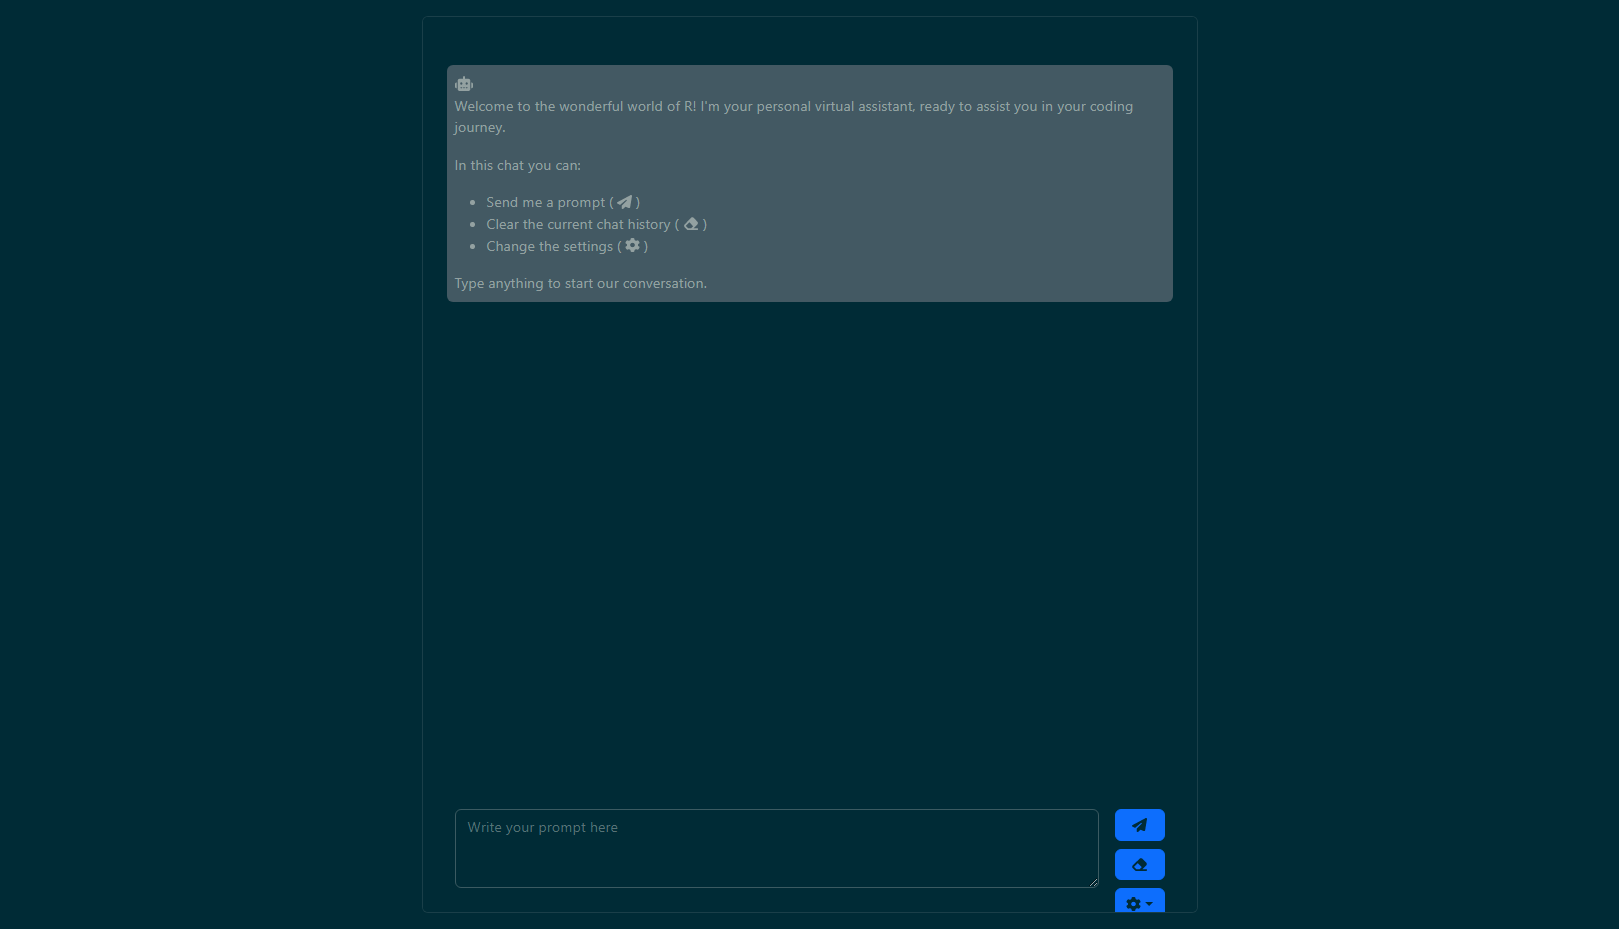 Welcome to the wonderful world of R! I'm your personal virtual assistant, ready to assist you in your coding
journey.
In this chat you can:
Send me a prompt ( )
Clear the current chat history ( )
Change the settings ( )
Type anything to start our conversation.
Write your prompt here